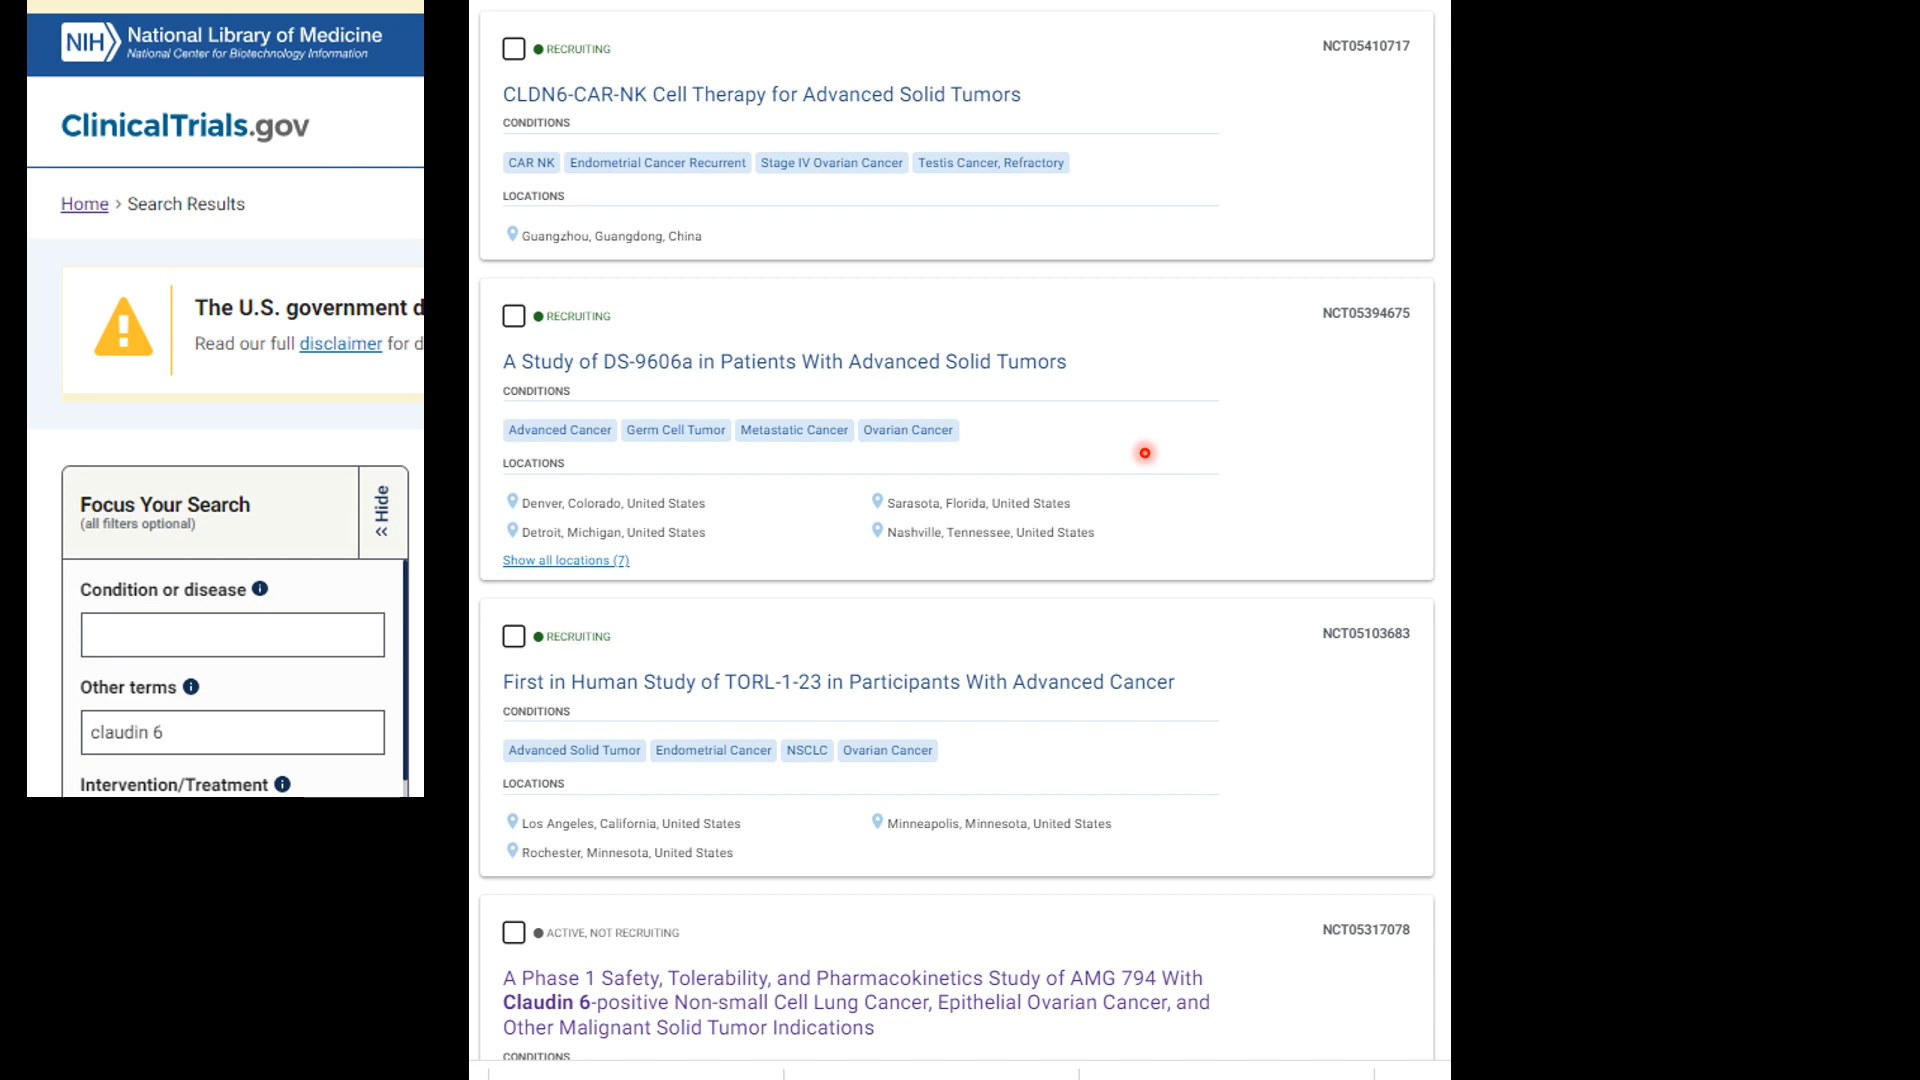 NIH National Library of Medicine
National Center for Biotechnology Information
ClinicalTrials.gov
Home › Search Results
The U.S. government d
Read our full disclaimer for d
Focus Your Search
(all filters optional)
« Hide
Condition or disease
Other terms
claudin 6
Intervention/Treatment
RECRUITING
NCT05410717
CLDN6-CAR-NK Cell Therapy for Advanced Solid Tumors
CONDITIONS
CAR NK Endometrial Cancer Recurrent Stage IV Ovarian Cancer Testis Cancer, Refractory
LOCATIONS
Guangzhou, Guangdong, China
RECRUITING
NCT05394675
A Study of DS-9606a in Patients With Advanced Solid Tumors
CONDITIONS
Advanced Cancer Germ Cell Tumor Metastatic Cancer Ovarian Cancer
LOCATIONS
Denver, Colorado, United States Sarasota, Florida, United States
Detroit, Michigan, United States Nashville, Tennessee, United States
Show all locations (7)
RECRUITING
NCT05103683
First in Human Study of TORL-1-23 in Participants With Advanced Cancer
CONDITIONS
Advanced Solid Tumor Endometrial Cancer NSCLC Ovarian Cancer
LOCATIONS
Los Angeles, California, United States Minneapolis, Minnesota, United States
Rochester, Minnesota, United States
ACTIVE, NOT RECRUITING
NCT05317078
A Phase 1 Safety, Tolerability, and Pharmacokinetics Study of AMG 794 With
Claudin 6-positive Non-small Cell Lung Cancer, Epithelial Ovarian Cancer, and
Other Malignant Solid Tumor Indications
CONDITIONS